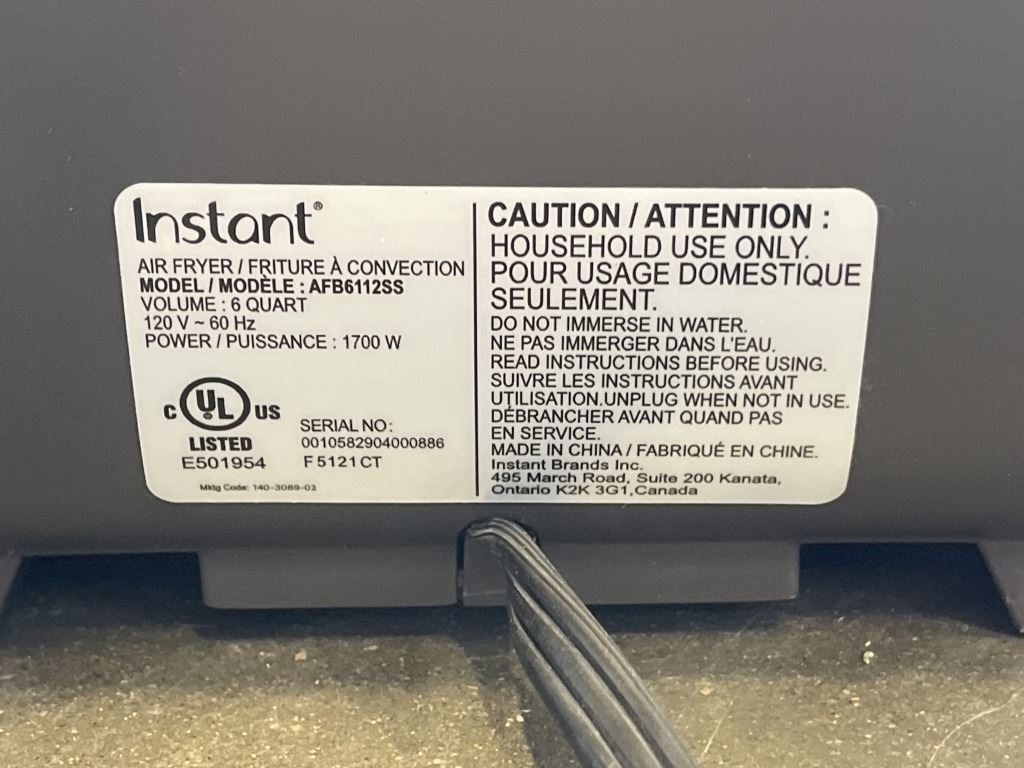 Instant®
AIR FRYER / FRITURE À CONVECTION
MODEL / MODÈLE : AFB6112SS
VOLUME : 6 QUART
120 V ~ 60 Hz
POWER / PUISSANCE : 1700 W
C UL US
LISTED
E501954
SERIAL NO:
0010582904000886
F5121CT
Mktg Code: 140-3089-02
CAUTION / ATTENTION :
HOUSEHOLD USE ONLY.
POUR USAGE DOMESTIQUE
SEULEMENT.
DO NOT IMMERSE IN WATER.
NE PAS IMMERGER DANS L'EAU.
READ INSTRUCTIONS BEFORE USING.
SUIVRE LES INSTRUCTIONS AVANT
UTILISATION.UNPLUG WHEN NOT IN USE.
DÉBRANCHER AVANT QUAND PAS
EN SERVICE.
MADE IN CHINA / FABRIQUÉ EN CHINE.
Instant Brands Inc.
495 March Road, Suite 200 Kanata,
Ontario K2K 3G1,Canada